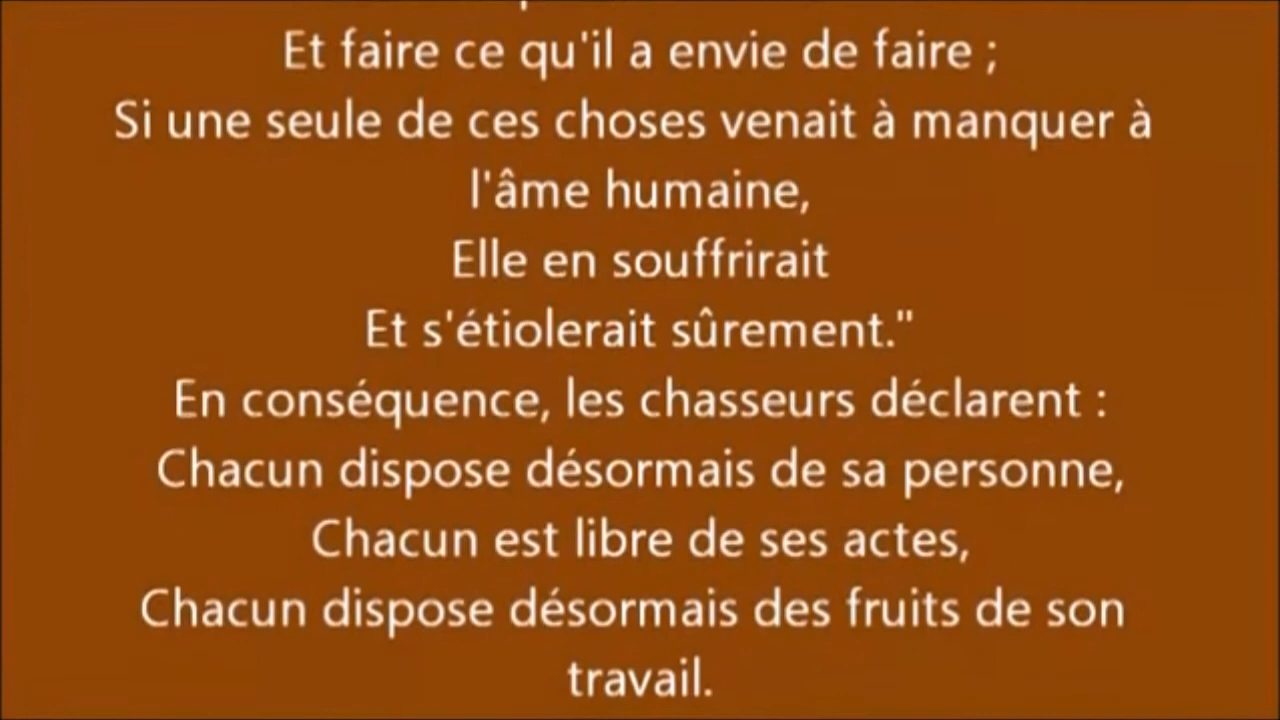 Et faire ce qu'il a envie de faire ;
Si une seule de ces choses venait à manquer à
l'âme humaine,
Elle en souffrirait
Et s'étiolerait sûrement."
En conséquence, les chasseurs déclarent :
Chacun dispose désormais de sa personne,
Chacun est libre de ses actes,
Chacun dispose désormais des fruits de son
travail.